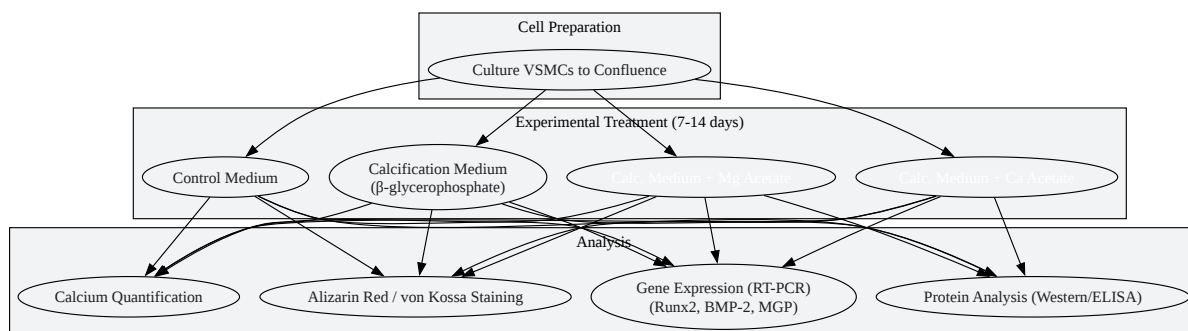 Cell Preparation
Culture VSMCs to Confluence
Experimental Treatment (7-14 days)
Control Medium
Calcification Medium
(β-glycerophosphate)
Calc. Medium + Mg Acetate
Calc. Medium + Ca Acetate
Analysis
Calcium Quantification
Alizarin Red / von Kossa Staining
Gene Expression (RT-PCR)
(Runx2, BMP-2, MGP)
Protein Analysis (Western/ELISA)